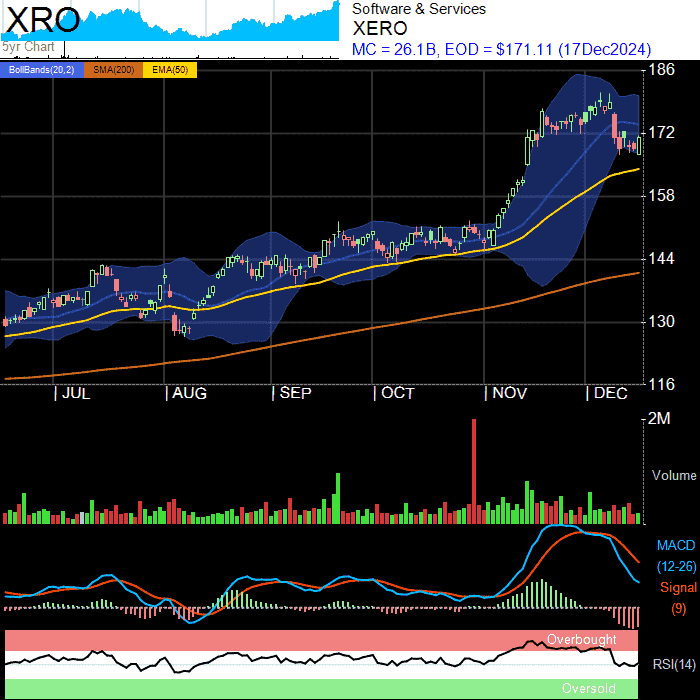 XRO
5yr Chart
Software & Services
XERO
MC = 26.1B, EOD = $171.11 (17Dec2024)
BollBands(20,2) SMA(200) EMA(50)
186
172
158
144
130
116
| JUL | AUG | SEP | OCT | NOV | DEC
2M
Volume
MACD
(12-26)
Signal
(9)
Overbought
RSI(14)
Oversold